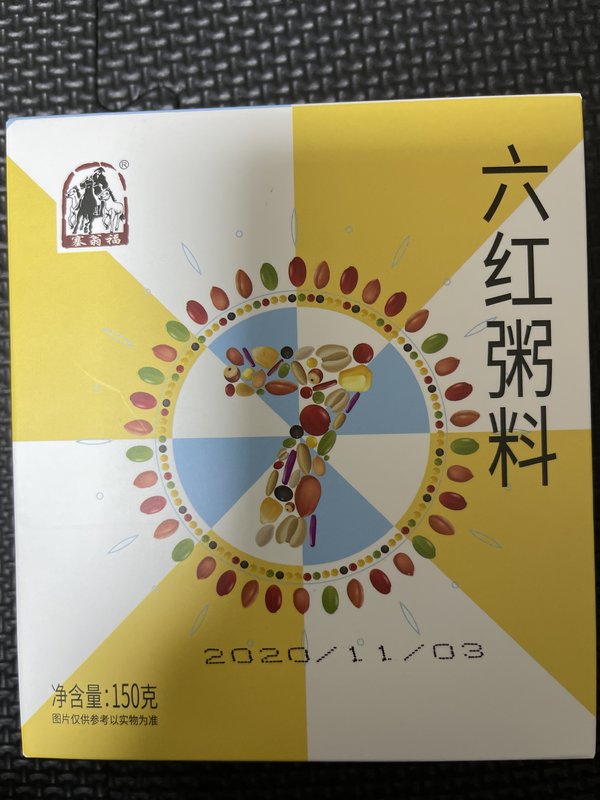 ®
塞翁福
六红粥料
7
2020/11/03
净含量:150克
图片仅供参考以实物为准